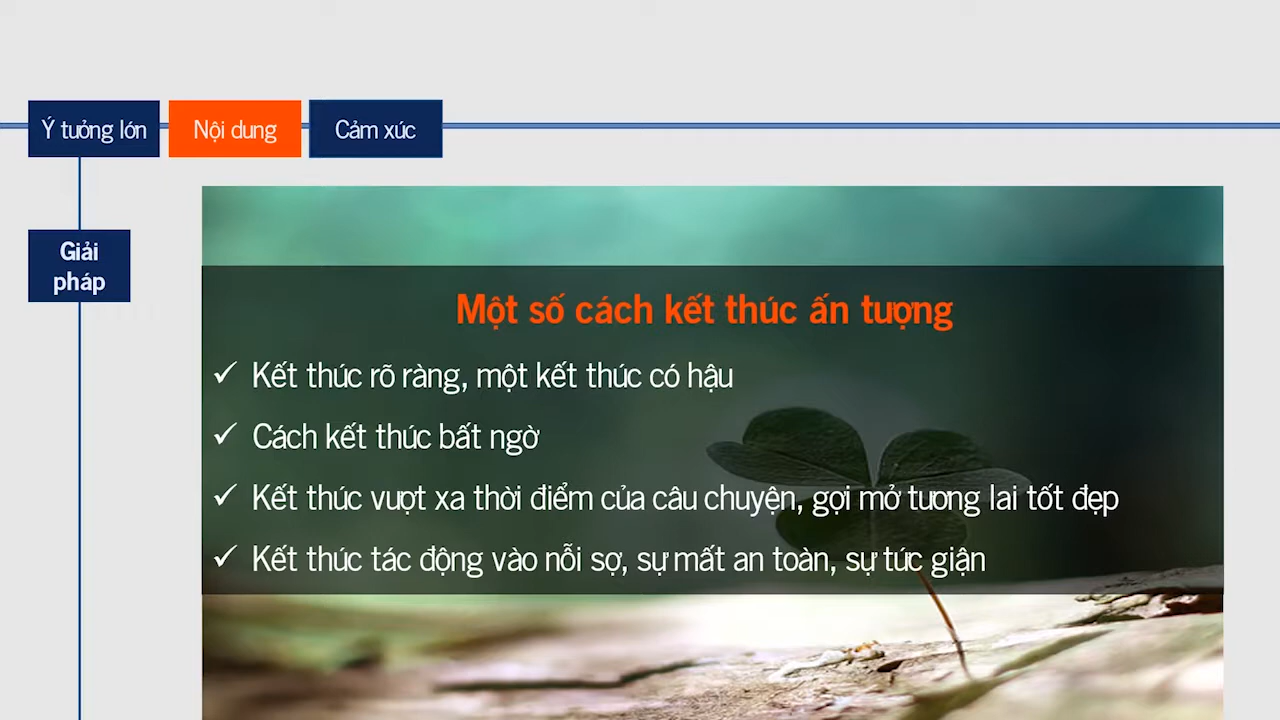 Ý tưởng lớn
Nội dung
Cảm xúc
Giải
pháp
Một số cách kết thúc ấn tượng
✓ Kết thúc rõ ràng, một kết thúc có hậu
✓ Cách kết thúc bất ngờ
✓ Kết thúc vượt xa thời điểm của câu chuyện, gợi mở tương lai tốt đẹp
✓ Kết thúc tác động vào nỗi sợ, sự mất an toàn, sự tức giận